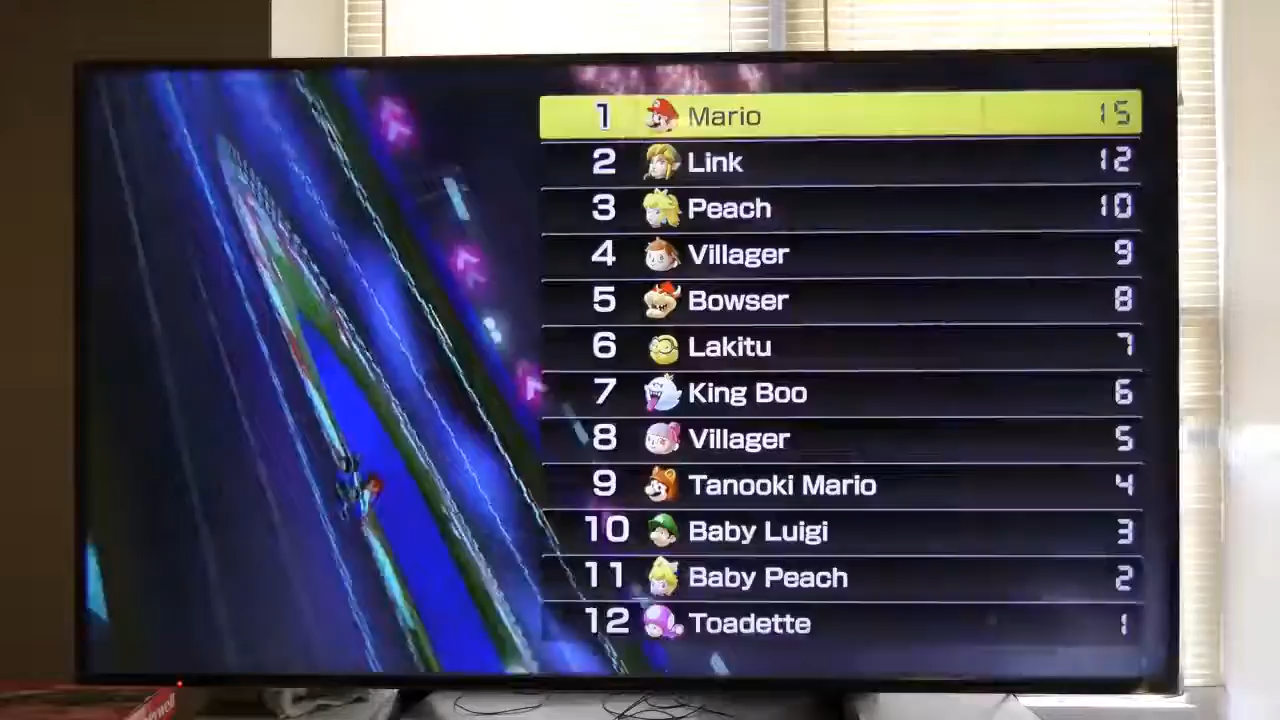 1 Mario 15
2 Link 12
3 Peach 10
4 Villager 9
5 Bowser 8
6 Lakitu 7
7 King Boo 6
8 Villager 5
9 Tanooki Mario 4
10 Baby Luigi 3
11 Baby Peach 2
12 Toadette 1